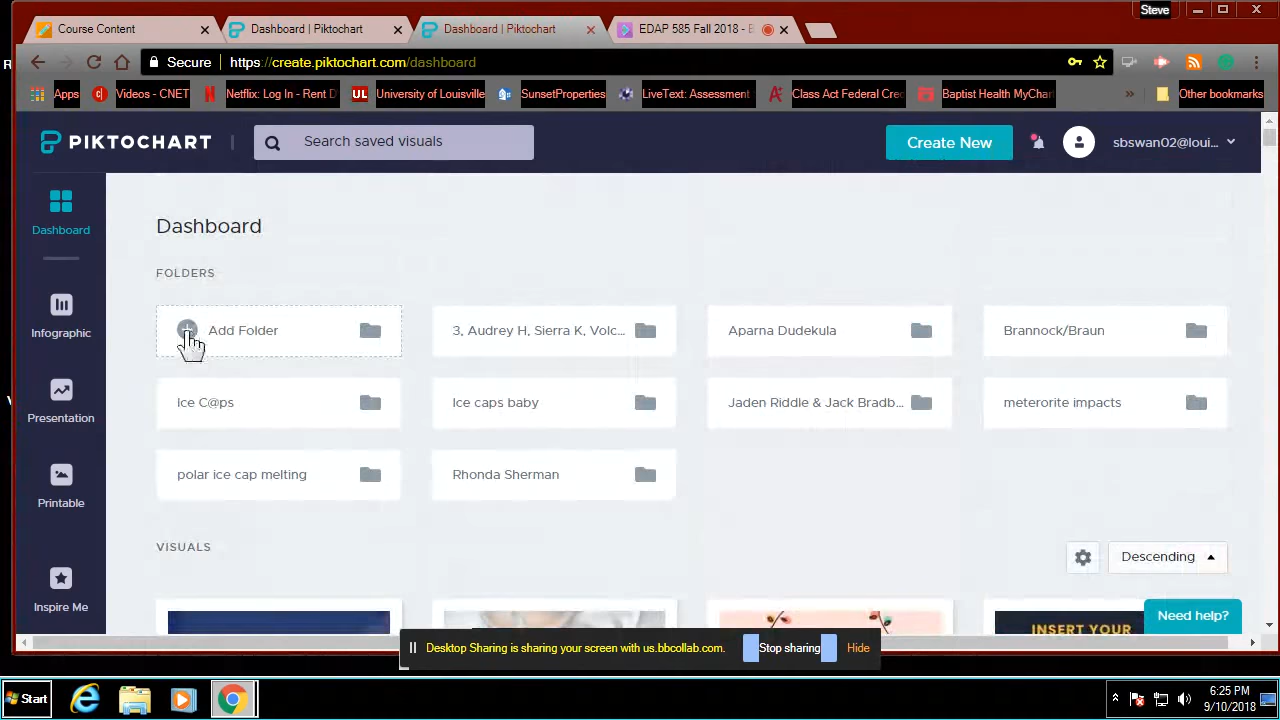 Steve
Course Content
Dashboard | Piktochart
Dashboard | Piktochart
EDAP 585 Fall 2018 - B
Secure
https://create.piktochart.com/dashboard
Apps
Videos - CNET
Netflix: Log In - Rent D
UL University of Louisville
SunsetProperties
LiveText: Assessment
Class Act Federal Cred
Baptist Health MyChart
»
Other bookmarks
PIKTOCHART
Search saved visuals
Create New
sbswan02@loui...
Dashboard
Infographic
Presentation
Printable
Inspire Me
Dashboard
FOLDERS
Add Folder
3, Audrey H, Sierra K, Volc...
Aparna Dudekula
Brannock/Braun
Ice C@ps
Ice caps baby
Jaden Riddle & Jack Bradb...
meterorite impacts
polar ice cap melting
Rhonda Sherman
VISUALS
Descending
INSERT YOUR
Need help?
Desktop Sharing is sharing your screen with us.bbcollab.com.
Stop sharing
Hide
Start
6:25 PM
9/10/2018